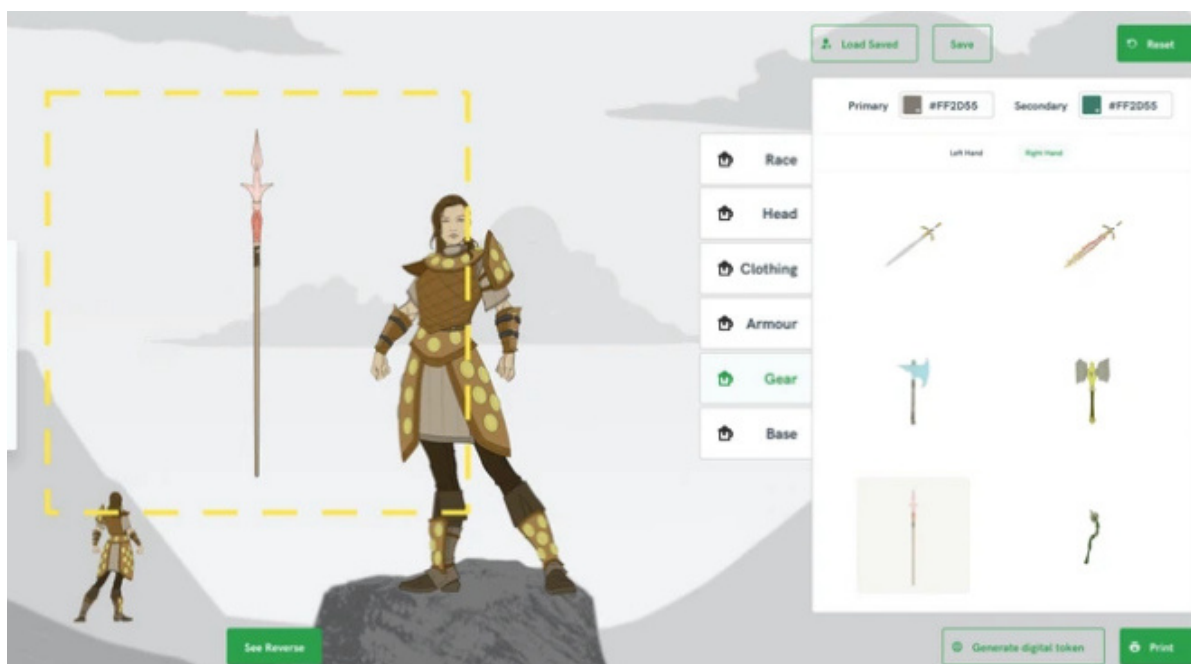 Load Saved
Save
Reset
Primary #FF2D55 Secondary #FF2D55
Left Hand Right Hand
Race
Head
Clothing
Armour
Gear
Base
See Reverse
Generate digital token
Print